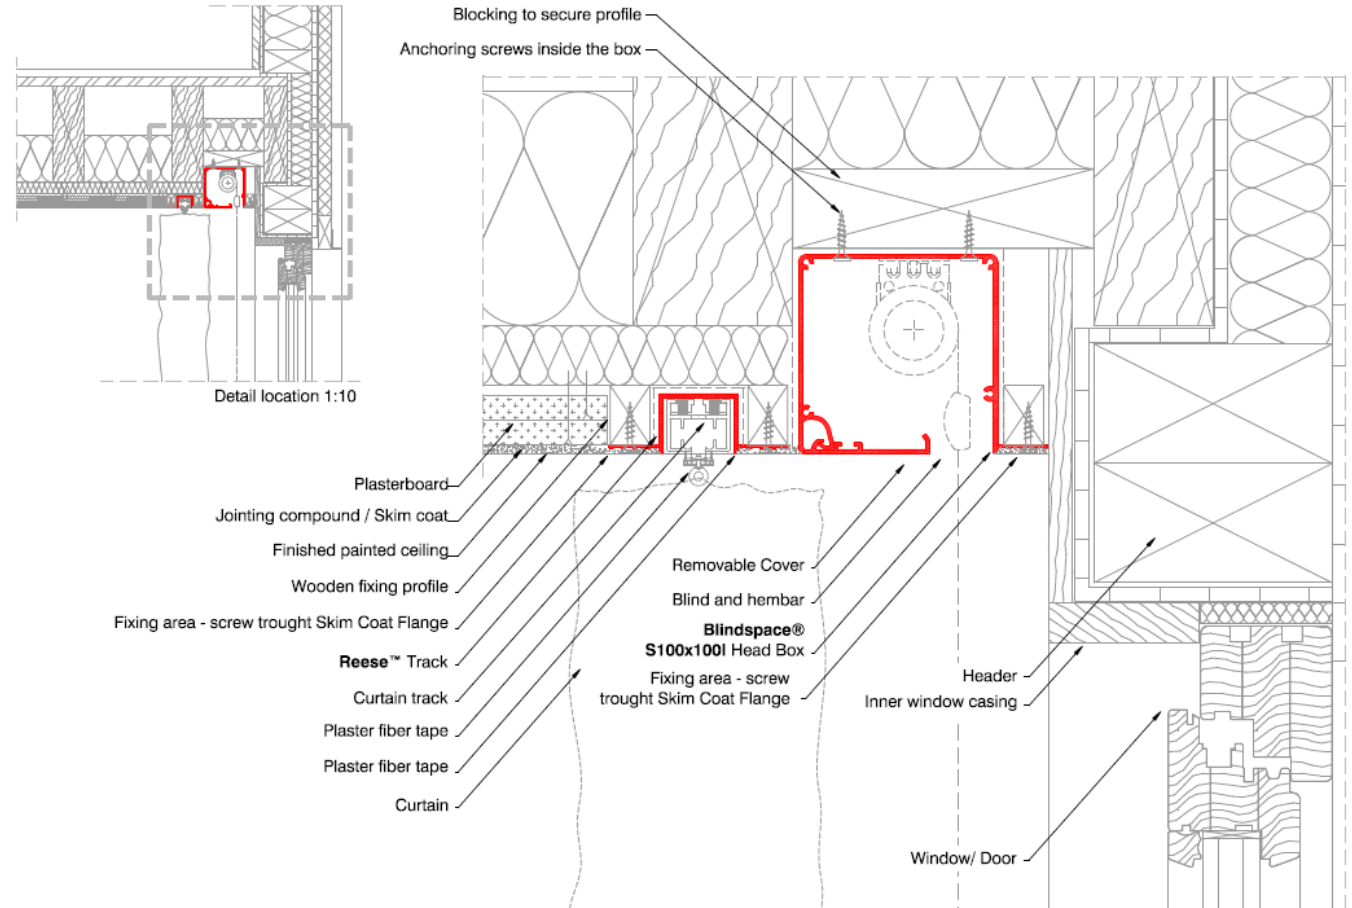 Blocking to secure profile
Anchoring screws inside the box
Detail location 1:10
Plasterboard
Jointing compound / Skim coat
Finished painted ceiling
Wooden fixing profile
Fixing area - screw trought Skim Coat Flange
Reese™ Track
Curtain track
Plaster fiber tape
Plaster fiber tape
Curtain
Removable Cover
Blind and hembar
Blindspace®
S100x100I Head Box
Fixing area - screw
trought Skim Coat Flange
Header
Inner window casing
Window/ Door